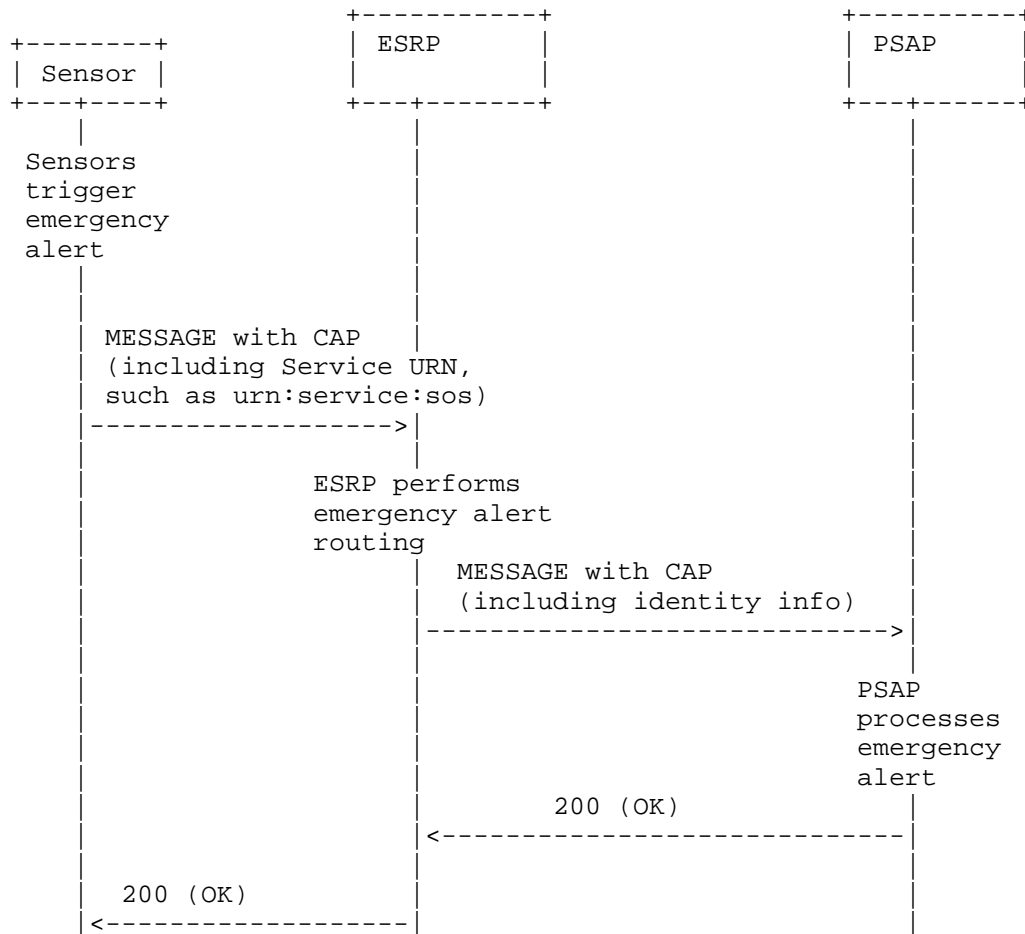 ESRP
PSAP
Sensor
Sensors
trigger
emergency
alert
MESSAGE with CAP
(including Service URN,
such as urn:service:sos)
ESRP performs
emergency alert
routing
MESSAGE with CAP
(including identity info)
PSAP
processes
emergency
alert
200 (OK)
200 (OK)